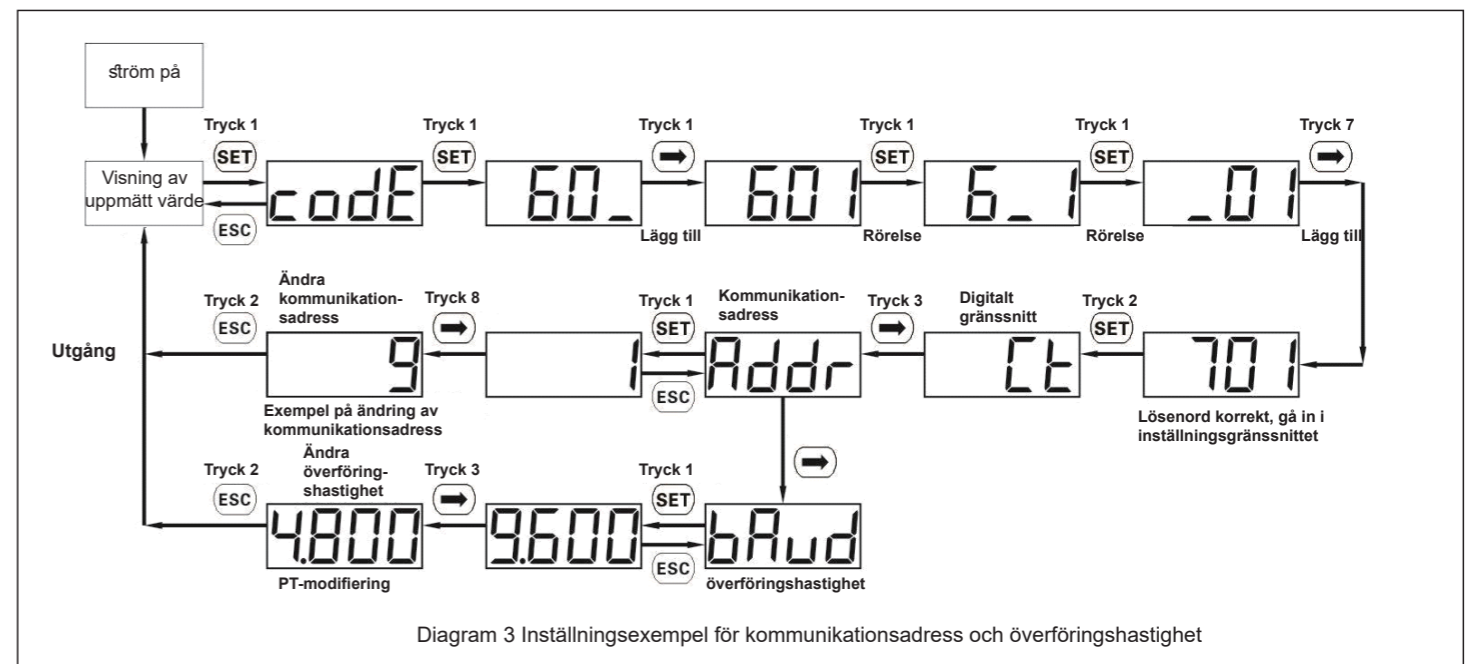 ström på
Tryck 1
Tryck 1
Tryck 1
Tryck 1
Tryck 1
Tryck 7
SET
SET
SET
SET
Visning av
uppmätt värde
codE
60_
601
6_1
_01
ESC
Lägg till
Rörelse
Rörelse
Lägg till
Ändra
kommunikation-
sadress
Tryck 2
Tryck 8
Tryck 1
Kommunikation-
sadress
Tryck 3
Digitalt
gränssnitt
Tryck 2
ESC
SET
SET
Utgång
9
1
Addr
Ct
701
ESC
Exempel på ändring av
kommunikationsadress
Lösenord korrekt, gå in i
inställningsgränssnittet
Ändra
överföring-
shastighet
Tryck 2
Tryck 3
Tryck 1
ESC
SET
4.800
9.600
bAud
ESC
PT-modifiering
överföringshastighet
Diagram 3 Inställningsexempel för kommunikationsadress och överföringshastighet